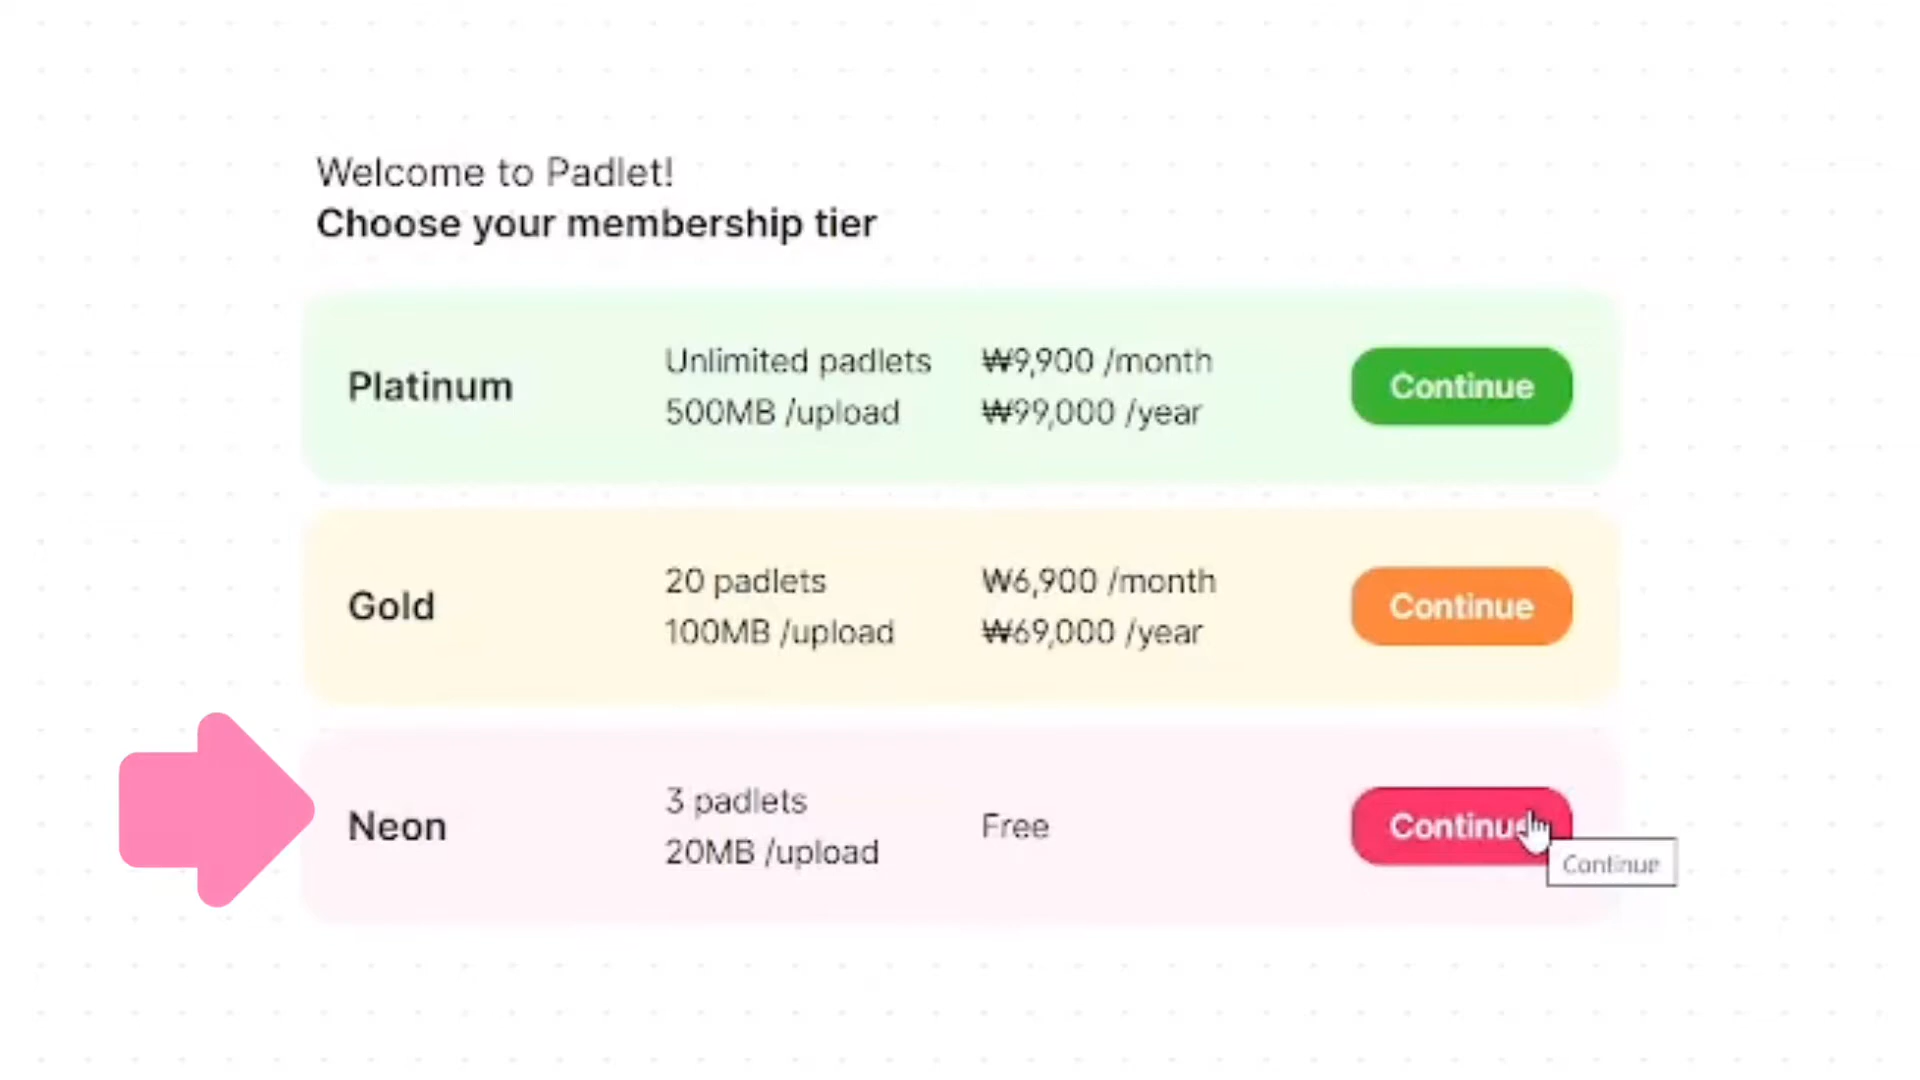 Welcome to Padlet!
Choose your membership tier
Platinum
Unlimited padlets
500MB /upload
₩9,900 /month
₩99,000 /year
Continue
Gold
20 padlets
100MB /upload
₩6,900 /month
₩69,000 /year
Continue
Neon
3 padlets
20MB /upload
Free
Continue
Continue